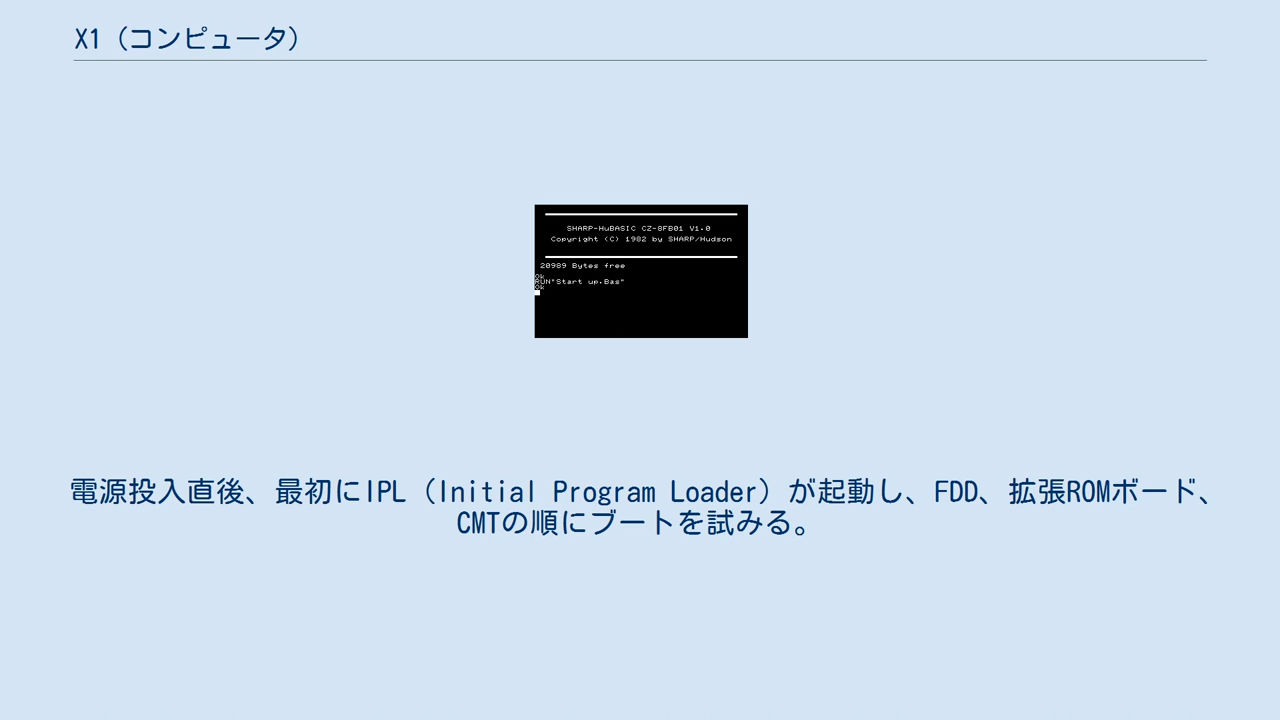 X1（コンピュータ）
SHARP-HuBASIC CZ-8FB01 V1.0
Copyright (C) 1982 by SHARP/Hudson
20989 Bytes free
Ok
RUN"Start up.Bas"
Ok
電源投入直後、最初にIPL（Initial Program Loader）が起動し、FDD、拡張ROMボード、
CMTの順にブートを試みる。